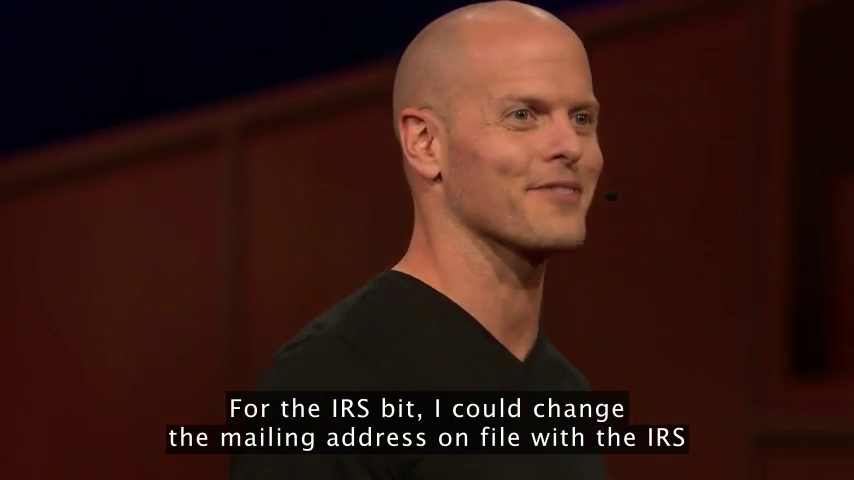 For the IRS bit, I could change
the mailing address on file with the IRS